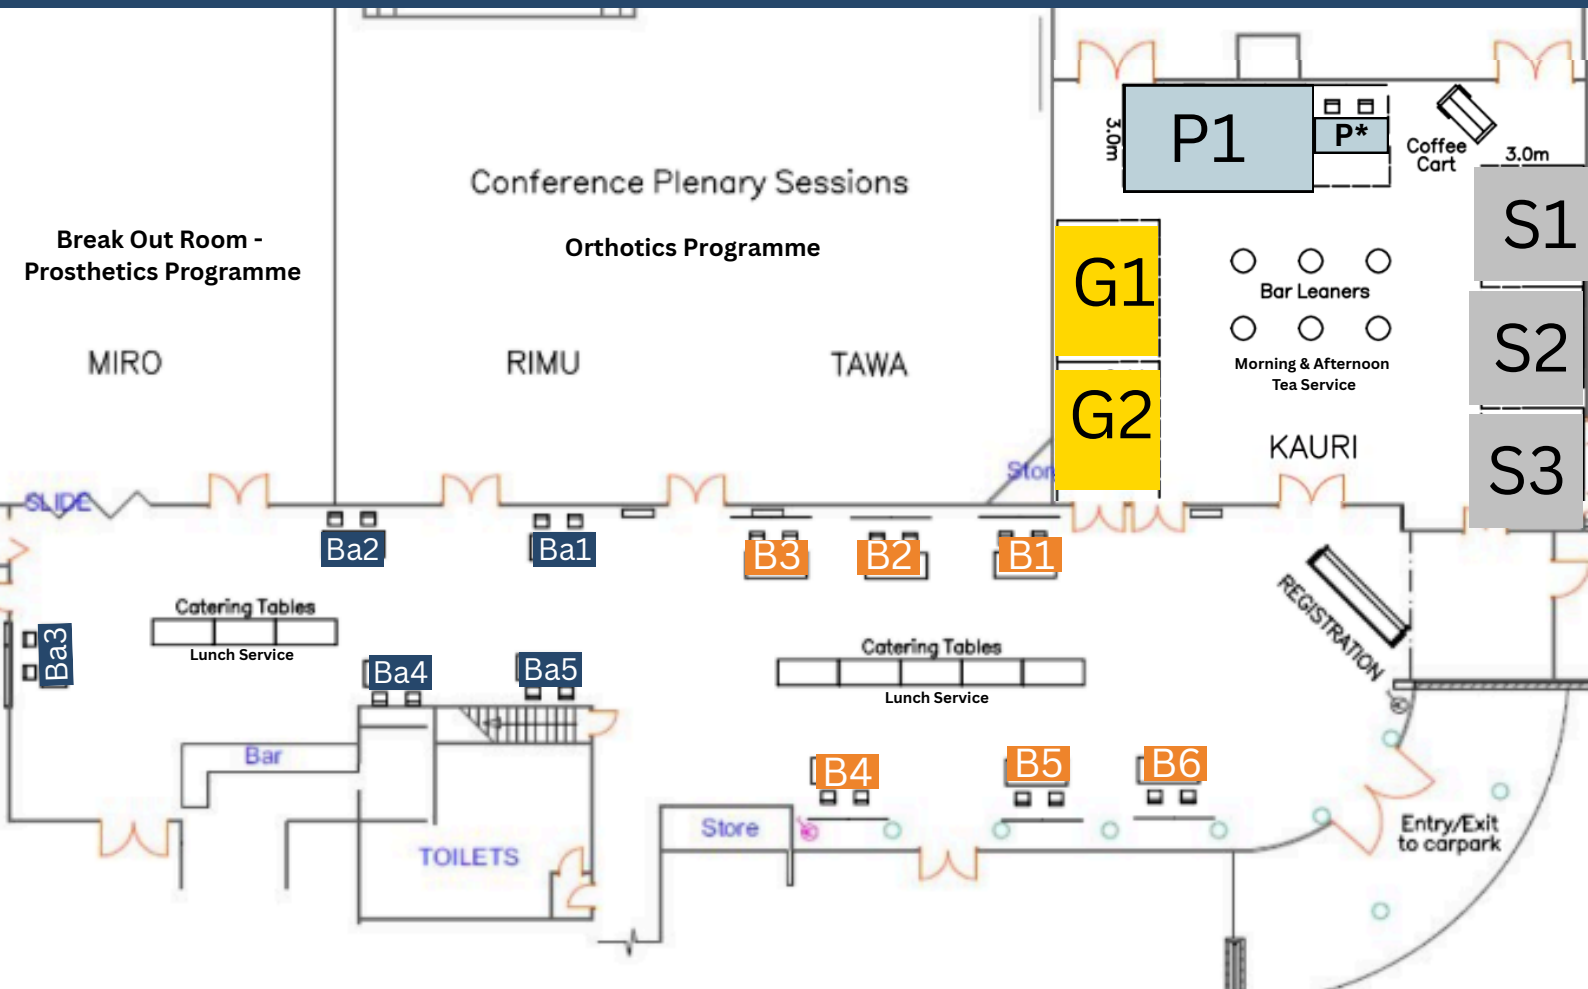 3.0m
P1
P*
Coffee
Cart
3.0m
Conference Plenary Sessions
Orthotics Programme
Break Out Room -
Prosthetics Programme
S1
G1
Bar Leaners
S2
MIRO
RIMU
TAWA
Morning & Afternoon
Tea Service
G2
KAURI
S3
Stor
SLIDE
Ba2
Ba1
B3
B2
B1
REGISTRATION
Catering Tables
Lunch Service
Ba3
Ba4
Ba5
Catering Tables
Lunch Service
Bar
B4
B5
B6
Store
TOILETS
Entry/Exit
to carpark